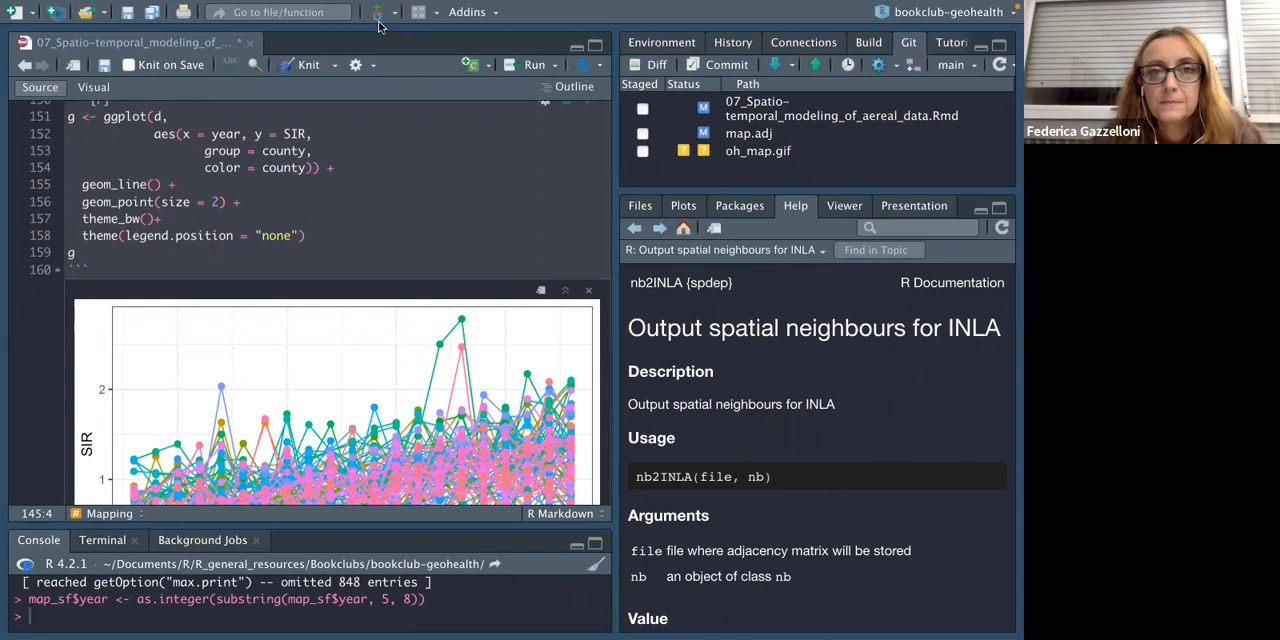 Go to file/function
Addins
bookclub-geohealth
07_Spatio-temporal_modeling_of_... *
Knit on Save
ABC
Knit
Run
Source
Visual
Outline
151 g <- ggplot(d,
152 aes(x = year, y = SIR,
153 group = county,
154 color = county)) +
155 geom_line() +
156 geom_point(size = 2) +
157 theme_bw()+
158 theme(legend.position = "none")
159 g
160 ```
SIR
2
1
145:4
# Mapping
R Markdown
Console
Terminal
Background Jobs
R 4.2.1 · ~/Documents/R/R_general_resources/Bookclubs/bookclub-geohealth/
[ reached getOption("max.print") -- omitted 848 entries ]
> map_sf$year <- as.integer(substring(map_sf$year, 5, 8))
>
Environment
History
Connections
Build
Git
Tutori
Diff
Commit
main
Staged Status Path
M 07_Spatio-
temporal_modeling_of_aereal_data.Rmd
M map.adj
? ? oh_map.gif
Files
Plots
Packages
Help
Viewer
Presentation
R: Output spatial neighbours for INLA
Find in Topic
nb2INLA {spdep}
R Documentation
Output spatial neighbours for INLA
Description
Output spatial neighbours for INLA
Usage
nb2INLA(file, nb)
Arguments
file file where adjacency matrix will be stored
nb an object of class nb
Value
Federica Gazzelloni